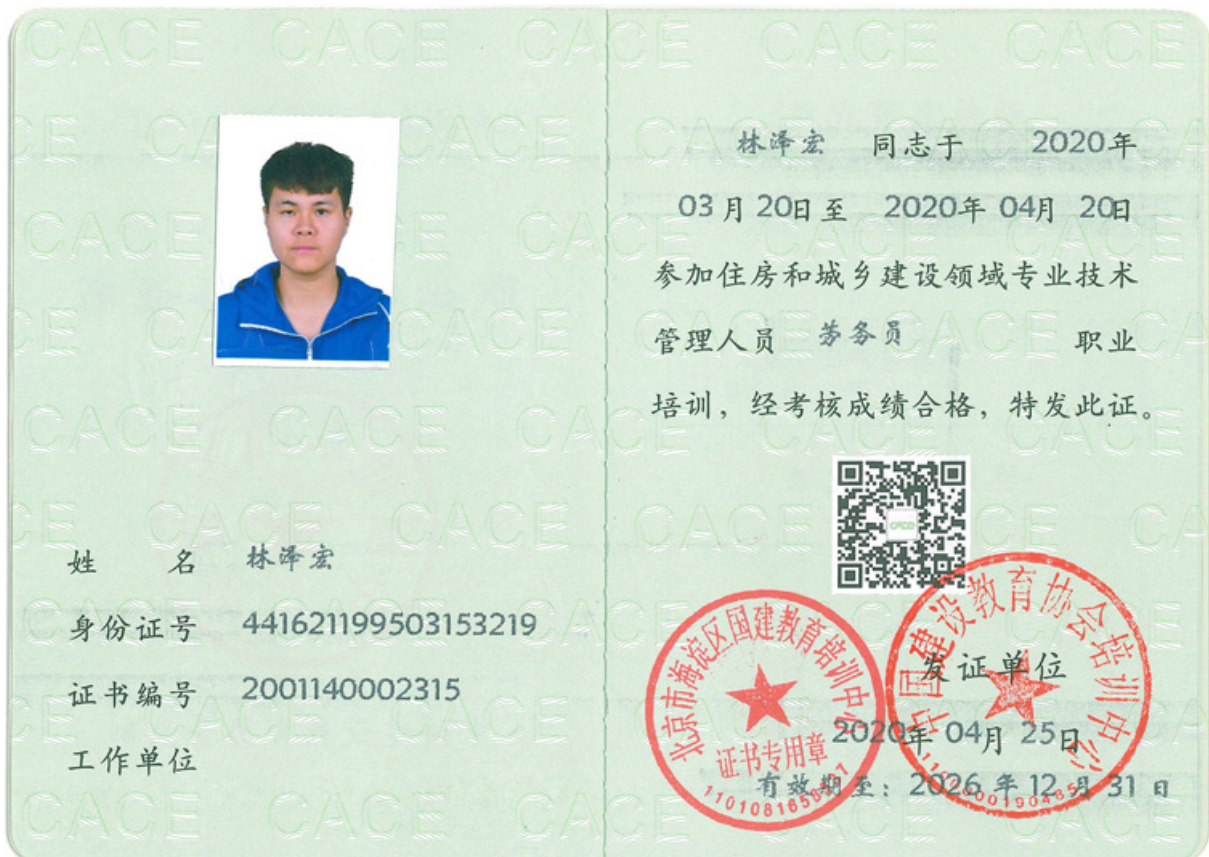 姓 名 林泽宏
身份证号 441621199503153219
证书编号 2001140002315
工作单位
林泽宏 同志于 2020年
03月20日至 2020年04月20日
参加住房和城乡建设领域专业技术
管理人员 劳务员 职业
培训，经考核成绩合格，特发此证。
北京市海淀区国建教育培训中心
证书专用章
中国建设教育协会培训中心
发证单位
2020年04月25日
有效期至：2026年12月31日
CACE